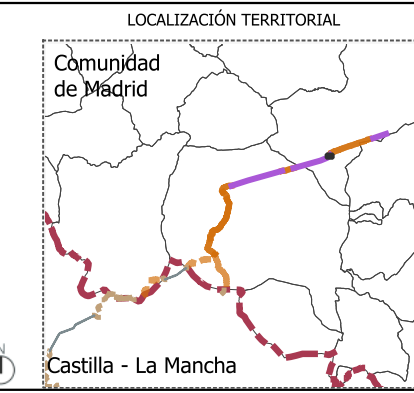 LOCALIZACIÓN TERRITORIAL
Comunidad
de Madrid
N
Castilla - La Mancha